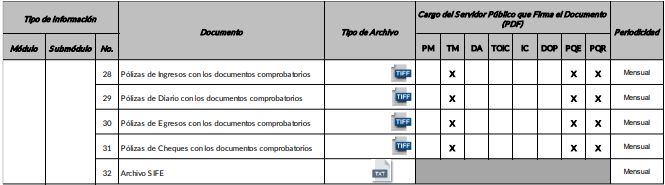 Tipo de Información
Documento
Tipo de Archivo
Cargo del Servidor Público que Firma el Documento
(PDF)
Periodicidad
Módulo Submódulo No. PM TM DA TOIC IC DOP PQE PQR
28 Pólizas de Ingresos con los documentos comprobatorios TIFF X X X Mensual
29 Pólizas de Diario con los documentos comprobatorios TIFF X X X Mensual
30 Pólizas de Egresos con los documentos comprobatorios TIFF X X X Mensual
31 Pólizas de Cheques con los documentos comprobatorios TIFF X X X Mensual
32 Archivo SIFE TXT Mensual